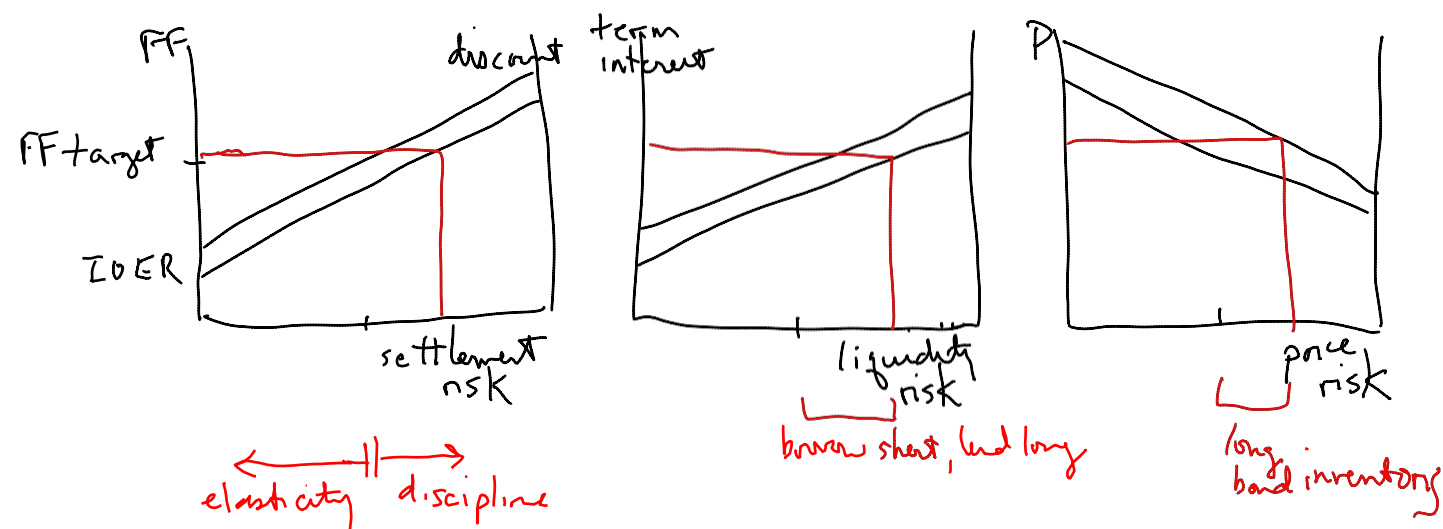 FF
discount
term
interest
P
FF target
IOER
settlement
risk
liquidity
risk
price
risk
borrow short, lend long
long
bond inventory
elasticity
discipline